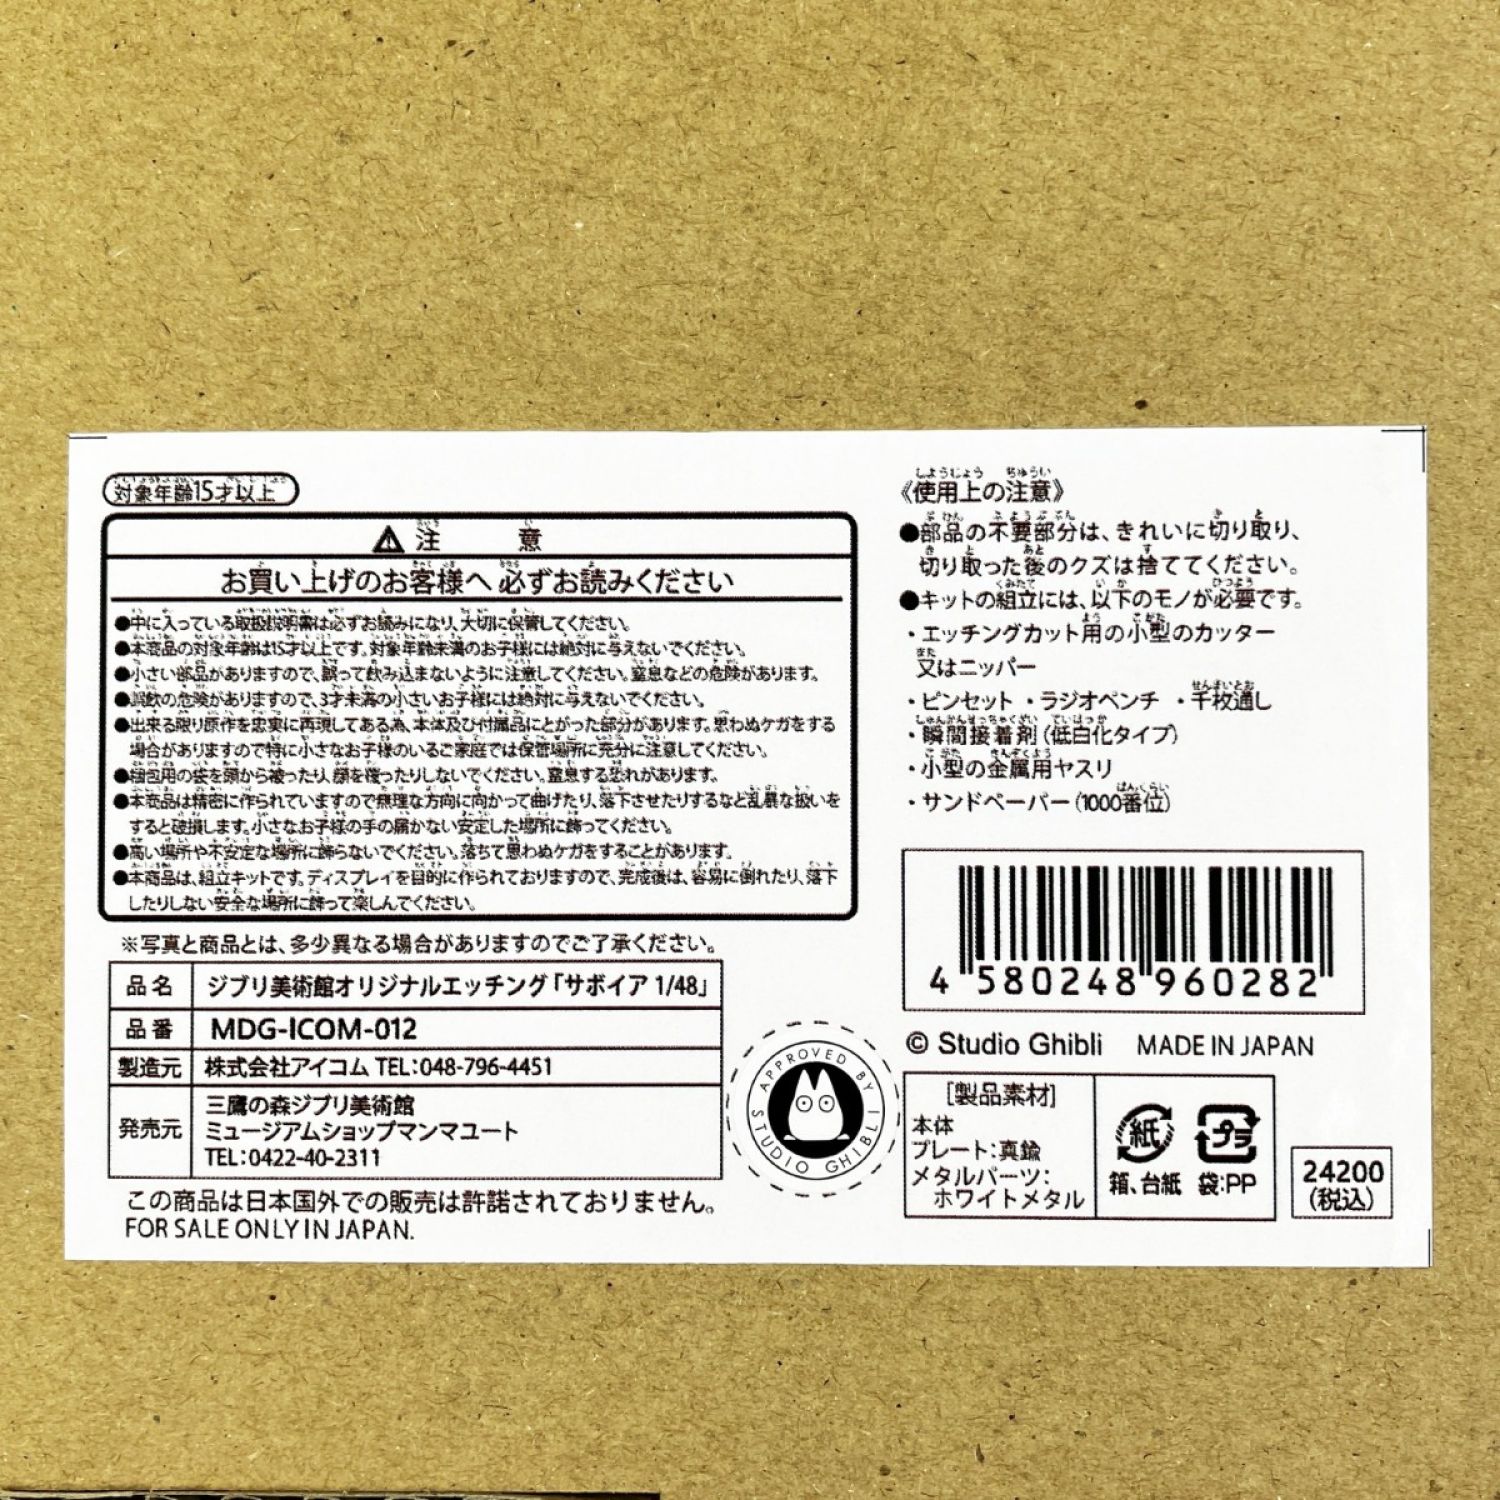 対象年齢15才以上
⚠注 意
お買い上げのお客様へ 必ずお読みください
●中に入っている取扱説明書は必ずお読みになり、大切に保管してください。
●本商品の対象年齢は15才以上です。対象年齢未満のお子様には絶対に与えないでください。
●小さい部品がありますので、誤って飲み込まないように注意してください。窒息などの危険があります。
●誤飲の危険がありますので、3才未満の小さいお子様には絶対に与えないでください。
●出来る限り原作を忠実に再現してある為、本体及び付属品にとがった部分があります。思わぬケガをする
場合がありますので特に小さなお子様のいるご家庭では保管場所に充分に注意してください。
●梱包用の袋を頭から被ったり、顔を覆ったりしないでください。窒息する恐れがあります。
●本商品は精密に作られていますので無理な方向に向かって曲げたり、落下させたりするなど乱暴な扱いを
すると破損します。小さなお子様の手の届かない安定した場所に飾ってください。
●高い場所や不安定な場所に飾らないでください。落ちて思わぬケガをすることがあります。
●本商品は、組立キットです。ディスプレイを目的に作られておりますので、完成後は、容易に倒れたり、落下
したりしない安全な場所に飾って楽しんでください。
※写真と商品とは、多少異なる場合がありますのでご了承ください。
品名 ジブリ美術館オリジナルエッチング「サボイア 1/48」
品番 MDG-ICOM-012
製造元 株式会社アイコム TEL:048-796-4451
発売元 三鷹の森ジブリ美術館
ミュージアムショップマンマユート
TEL:0422-40-2311
この商品は日本国外での販売は許諾されておりません。
FOR SALE ONLY IN JAPAN.
APPROVED BY
STUDIO GHIBLI
しようじょう ちゅうい
《使用上の注意》
●部品の不要部分は、きれいに切り取り、
切り取った後のクズは捨ててください。
●キットの組立には、以下のモノが必要です。
・エッチングカット用の小型のカッター
又はニッパー
・ピンセット ・ラジオペンチ ・千枚通し
・瞬間接着剤(低白化タイプ)
・小型の金属用ヤスリ
・サンドペーパー(1000番位)
4 580248 960282
© Studio Ghibli MADE IN JAPAN
[製品素材]
本体
プレート:真鍮
メタルパーツ:
ホワイトメタル
紙
箱、台紙
プラ
袋:PP
24200
(税込)